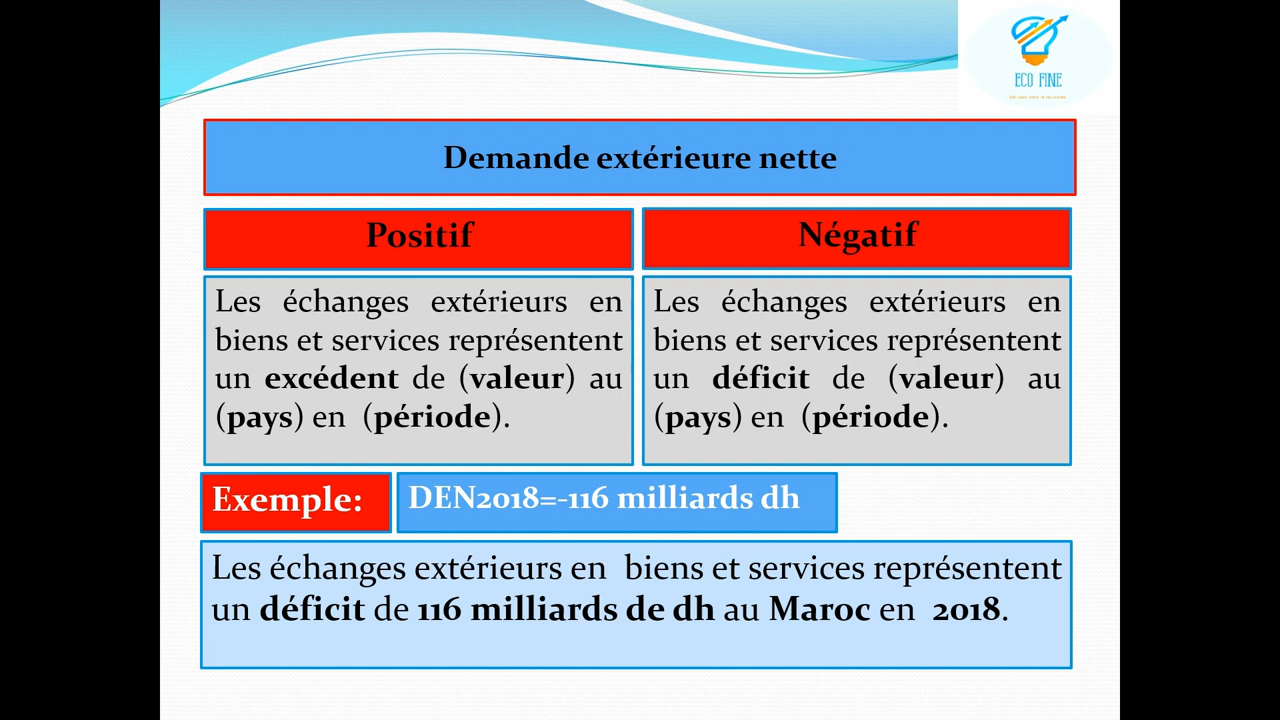 ECO FINE
Demande extérieure nette
Positif
Négatif
Les échanges extérieurs en
biens et services représentent
un excédent de (valeur) au
(pays) en (période).
Les échanges extérieurs en
biens et services représentent
un déficit de (valeur) au
(pays) en (période).
Exemple:
DEN2018=-116 milliards dh
Les échanges extérieurs en biens et services représentent
un déficit de 116 milliards de dh au Maroc en 2018.